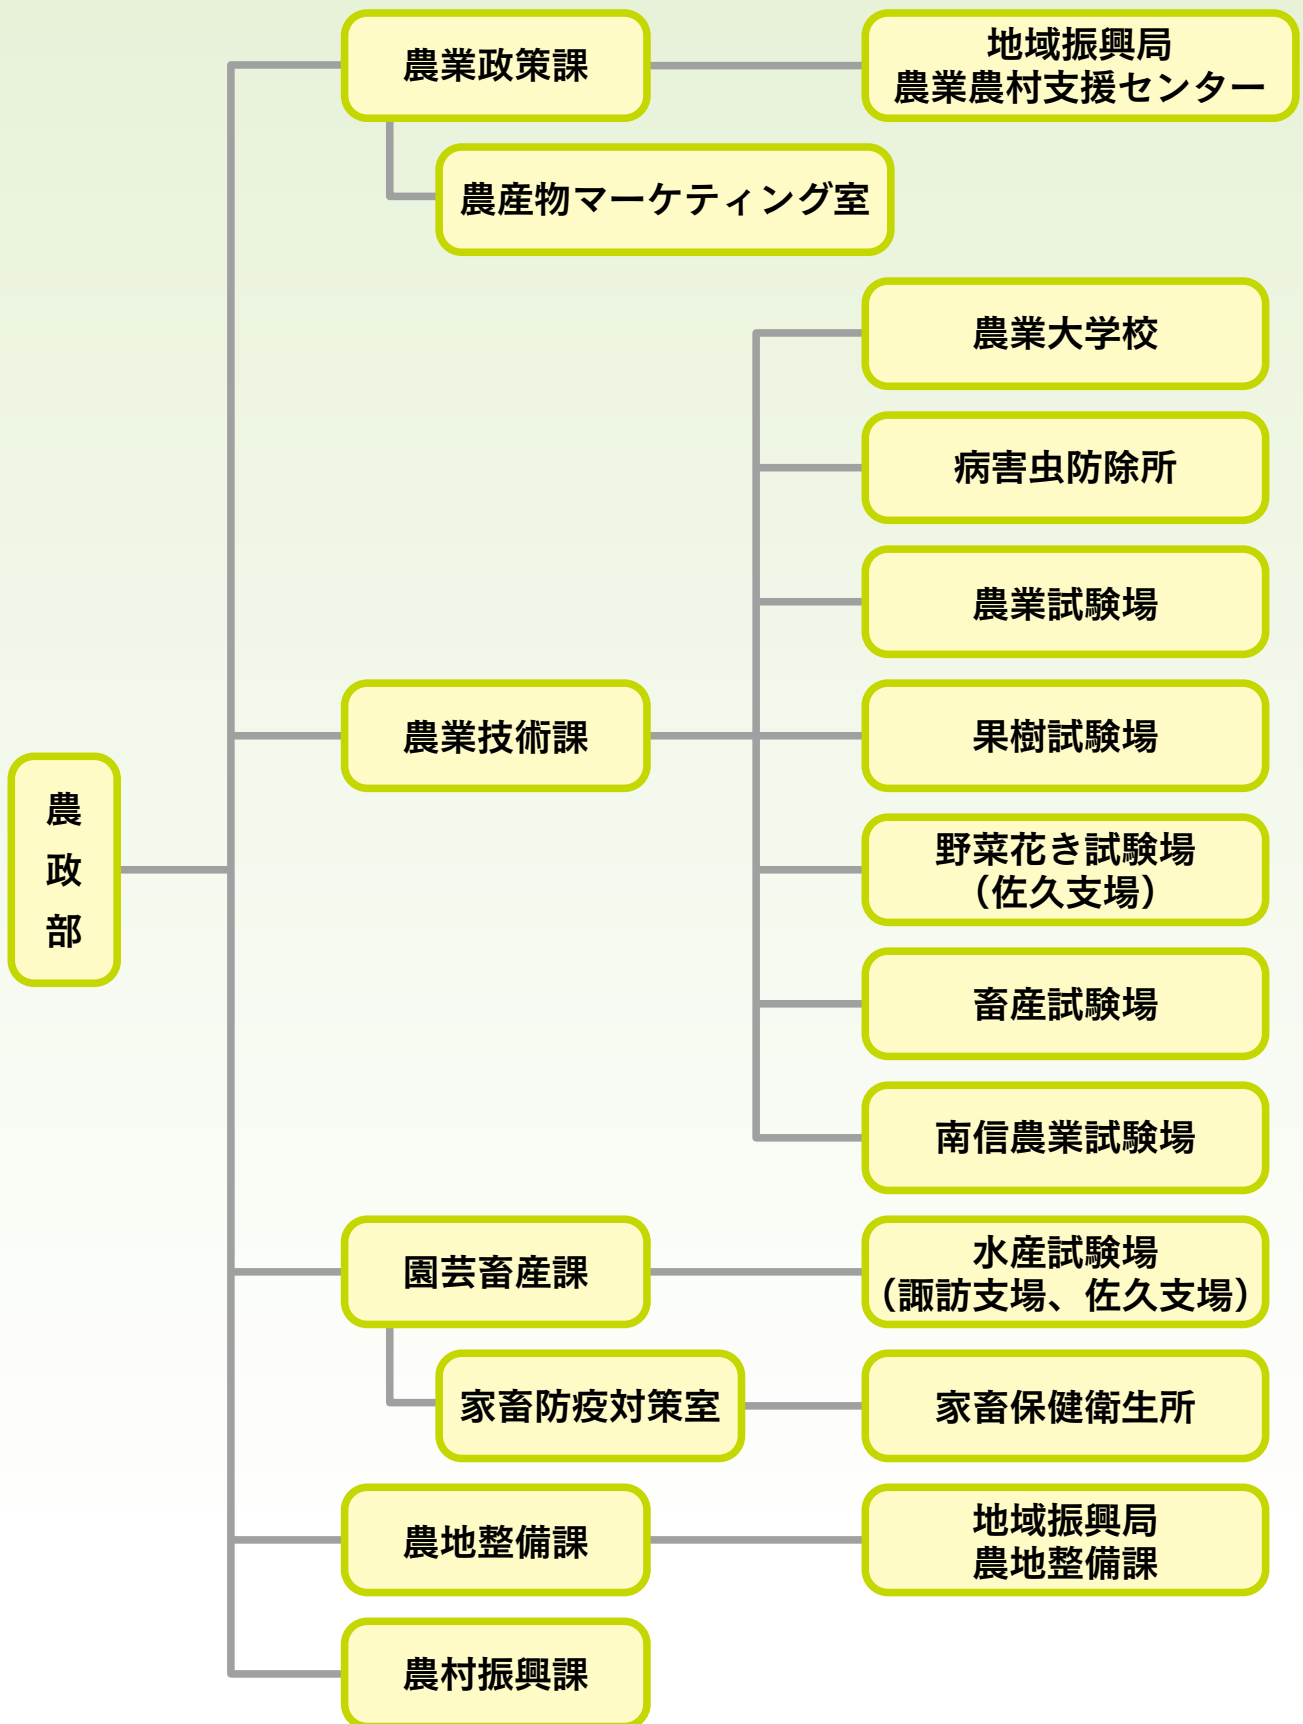 農業政策課
地域振興局
農業農村支援センター
農産物マーケティング室
農業大学校
病害虫防除所
農業試験場
農業技術課
果樹試験場
農政部
野菜花き試験場
（佐久支場）
畜産試験場
南信農業試験場
園芸畜産課
水産試験場
（諏訪支場、佐久支場）
家畜防疫対策室
家畜保健衛生所
農地整備課
地域振興局
農地整備課
農村振興課